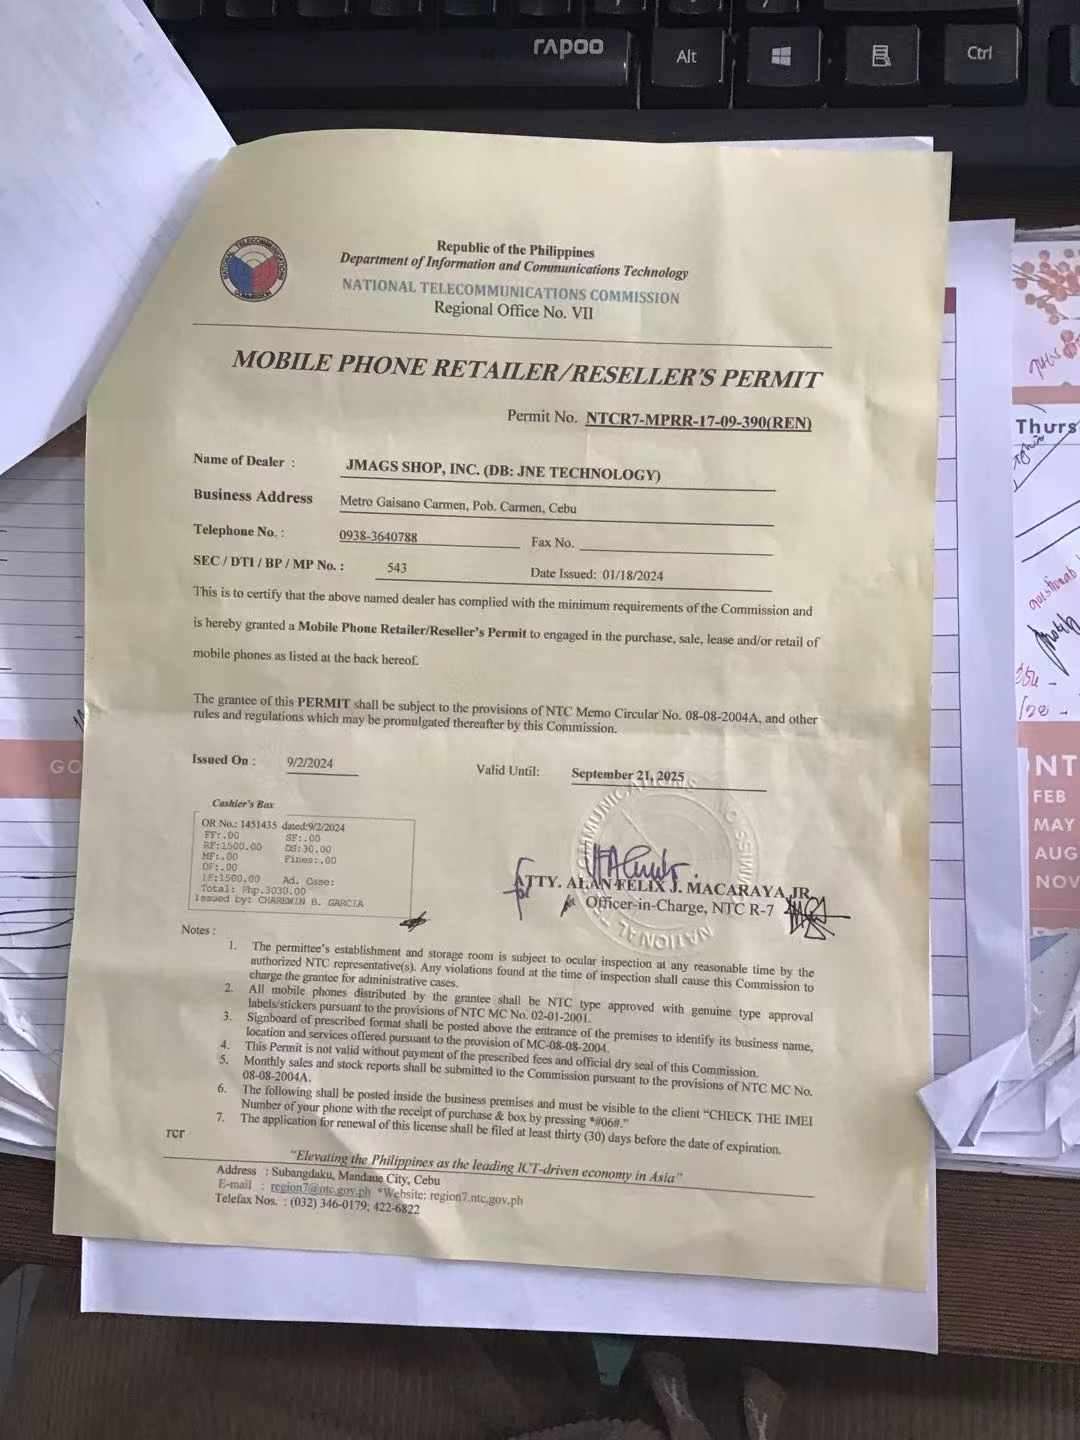 rapoo
Alt
Ctrl
Republic of the Philippines
Department of Information and Communications Technology
NATIONAL TELECOMMUNICATIONS COMMISSION
Regional Office No. VII
NATIONAL TELECOMMUNICATIONS COMMISSION
MOBILE PHONE RETAILER/RESELLER'S PERMIT
Permit No. NTCR7-MPRR-17-09-390(REN)
Name of Dealer : JMAGS SHOP, INC. (DB: JNE TECHNOLOGY)
Business Address Metro Gaisano Carmen, Pob. Carmen, Cebu
Telephone No. : 0938-3640788 Fax No.
SEC / DTI / BP / MP No. : 543 Date Issued: 01/18/2024
This is to certify that the above named dealer has complied with the minimum requirements of the Commission and
is hereby granted a Mobile Phone Retailer/Reseller's Permit to engaged in the purchase, sale, lease and/or retail of
mobile phones as listed at the back hereof.
The grantee of this PERMIT shall be subject to the provisions of NTC Memo Circular No. 08-08-2004A, and other
rules and regulations which may be promulgated thereafter by this Commission.
Issued On : 9/2/2024 Valid Until: September 21, 2025
Cashier's Box
OR No.: 1451435 dated:9/2/2024
FF:.00 SF:.00
RF:1500.00 DS:30.00
MF:.00 Fines:.00
OF:.00
LF:1500.00 Ad. Csse:
Total: Php.3030.00
Issued by: CHAREWIN B. GARCIA
ATTY. ALAN FELIX J. MACARAYA, JR.
for Officer-in-Charge, NTC R-7
Notes :
1. The permittee's establishment and storage room is subject to ocular inspection at any reasonable time by the
authorized NTC representative(s). Any violations found at the time of inspection shall cause this Commission to
charge the grantee for administrative cases.
2. All mobile phones distributed by the grantee shall be NTC type approved with genuine type approval
labels/stickers pursuant to the provisions of NTC MC No. 02-01-2001.
3. Signboard of prescribed format shall be posted above the entrance of the premises to identify its business name,
location and services offered pursuant to the provision of MC-08-08-2004.
4. This Permit is not valid without payment of the prescribed fees and official dry seal of this Commission.
5. Monthly sales and stock reports shall be submitted to the Commission pursuant to the provisions of NTC MC No.
08-08-2004A.
6. The following shall be posted inside the business premises and must be visible to the client “CHECK THE IMEI
Number of your phone with the receipt of purchase & box by pressing *#06#.”
7. The application for renewal of this license shall be filed at least thirty (30) days before the date of expiration.
rcr
“Elevating the Philippines as the leading ICT-driven economy in Asia”
Address : Subangdaku, Mandaue City, Cebu
E-mail : region7@ntc.gov.ph *Website: region7.ntc.gov.ph
Telefax Nos. : (032) 346-0179; 422-6822
GO
Thurs
NT
FEB
MAY
AUG
NOV